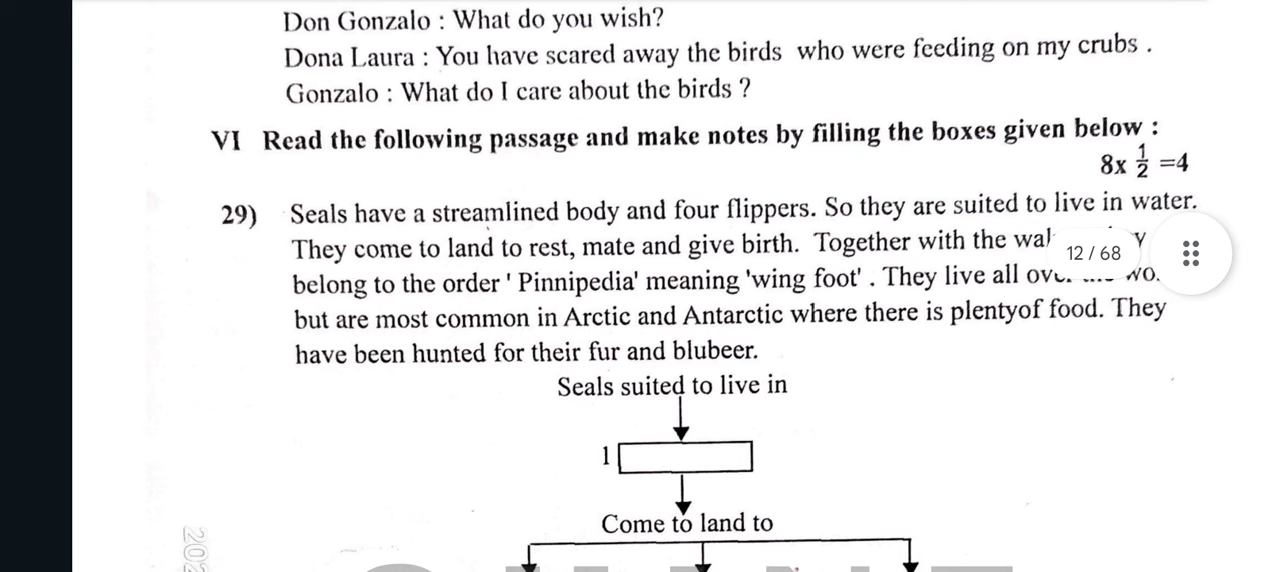 Don Gonzalo : What do you wish?
Dona Laura : You have scared away the birds who were feeding on my crubs .
Gonzalo : What do I care about the birds ?
VI Read the following passage and make notes by filling the boxes given below :
8x 1/2 =4
29) Seals have a streamlined body and four flippers. So they are suited to live in water.
They come to land to rest, mate and give birth. Together with the
12 / 68
belong to the order ' Pinnipedia' meaning 'wing foot' . They live all
but are most common in Arctic and Antarctic where there is plentyof food. They
have been hunted for their fur and blubeer.
Seals suited to live in
1
Come to land to
202